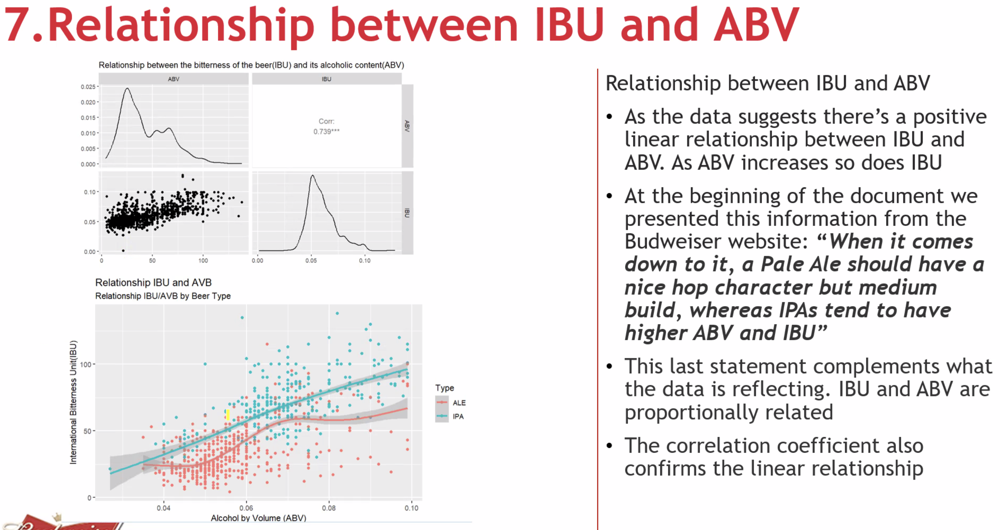 7.Relationship between IBU and ABV
Relationship between the bitterness of the beer(IBU) and its alcoholic content(ABV)
ABV
IBU
0.025
0.020
0.015
0.010
0.005
0.000
Corr:
0.739***
ABV
0.10
0.05
0.00
IBU
0
50
100
0.00
0.05
0.10
Relationship IBU and AVB
Relationship IBU/AVB by Beer Type
International Bitterness Unit(IBU)
100
50
0
0.04
0.06
0.08
0.10
Alcohol by Volume (ABV)
Type
ALE
IPA
Relationship between IBU and ABV
• As the data suggests there’s a positive
linear relationship between IBU and
ABV. As ABV increases so does IBU
• At the beginning of the document we
presented this information from the
Budweiser website: “When it comes
down to it, a Pale Ale should have a
nice hop character but medium
build, whereas IPAs tend to have
higher ABV and IBU”
• This last statement complements what
the data is reflecting. IBU and ABV are
proportionally related
• The correlation coefficient also
confirms the linear relationship